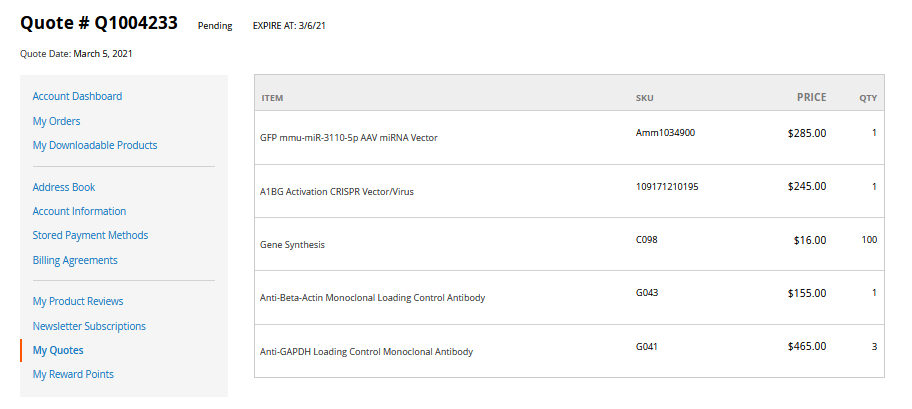 Quote # Q1004233 Pending EXPIRE AT: 3/6/21
Quote Date: March 5, 2021
Account Dashboard
My Orders
My Downloadable Products
Address Book
Account Information
Stored Payment Methods
Billing Agreements
My Product Reviews
Newsletter Subscriptions
My Quotes
My Reward Points
ITEM SKU PRICE QTY
GFP mmu-miR-3110-5p AAV miRNA Vector Amm1034900 $285.00 1
A1BG Activation CRISPR Vector/Virus 109171210195 $245.00 1
Gene Synthesis C098 $16.00 100
Anti-Beta-Actin Monoclonal Loading Control Antibody G043 $155.00 1
Anti-GAPDH Loading Control Monoclonal Antibody G041 $465.00 3